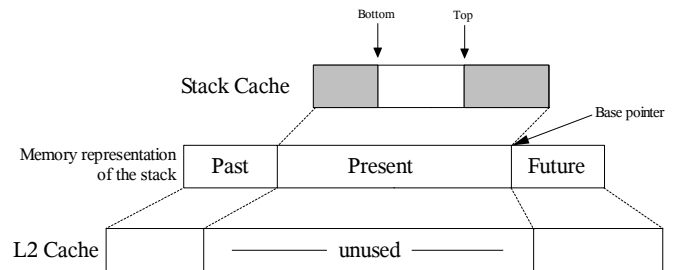 Bottom
Top
Stack Cache
Base pointer
Memory representation
of the stack
Past
Present
Future
L2 Cache
unused